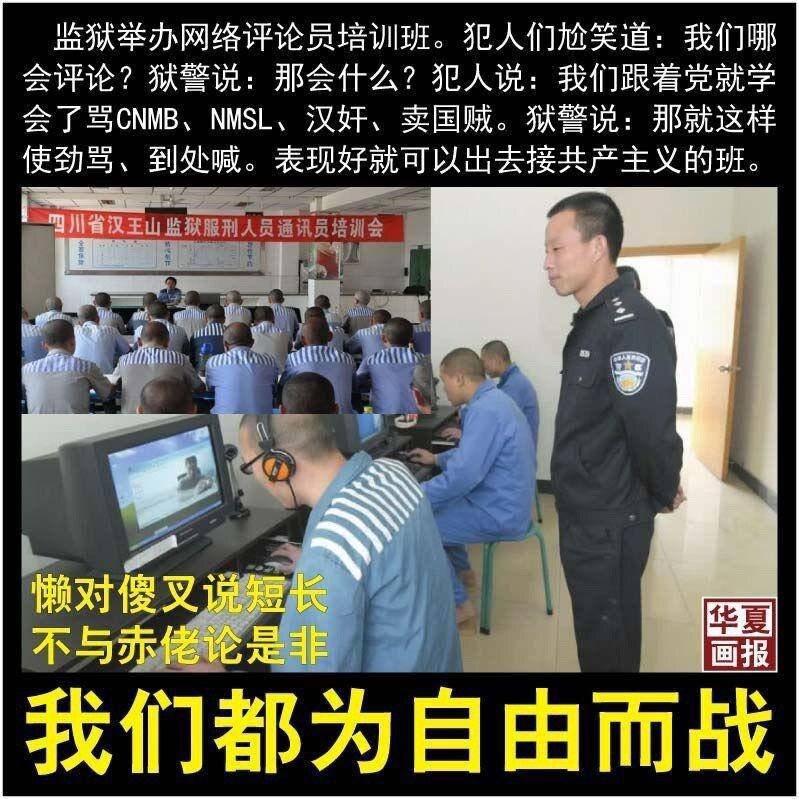 监狱举办网络评论员培训班。犯人们尬笑道：我们哪
会评论？狱警说：那会什么？犯人说：我们跟着党就学
会了骂CNMB、NMSL、汉奸、卖国贼。狱警说：那就这样
使劲骂、到处喊。表现好就可以出去接共产主义的班。
四川省汉王山监狱服刑人员通讯员培训会
懒对傻叉说短长
不与赤佬论是非
华夏
画报
我们都为自由而战